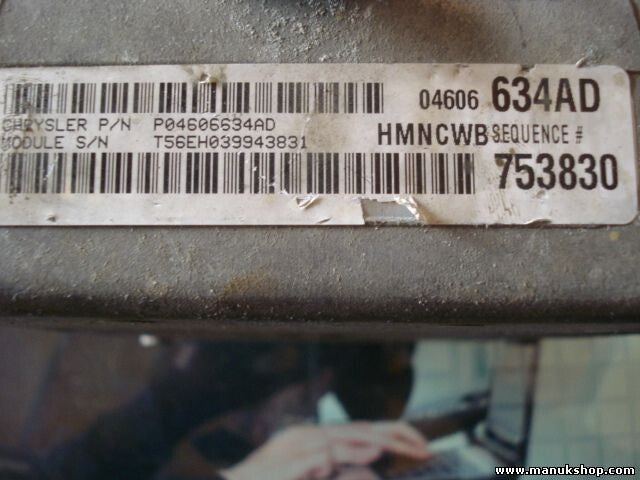 04606 634AD
CHRYSLER P/N P04606634AD
HMNCWB SEQUENCE #
MODULE S/N T56EH039943831
753830
www.manukshop.com